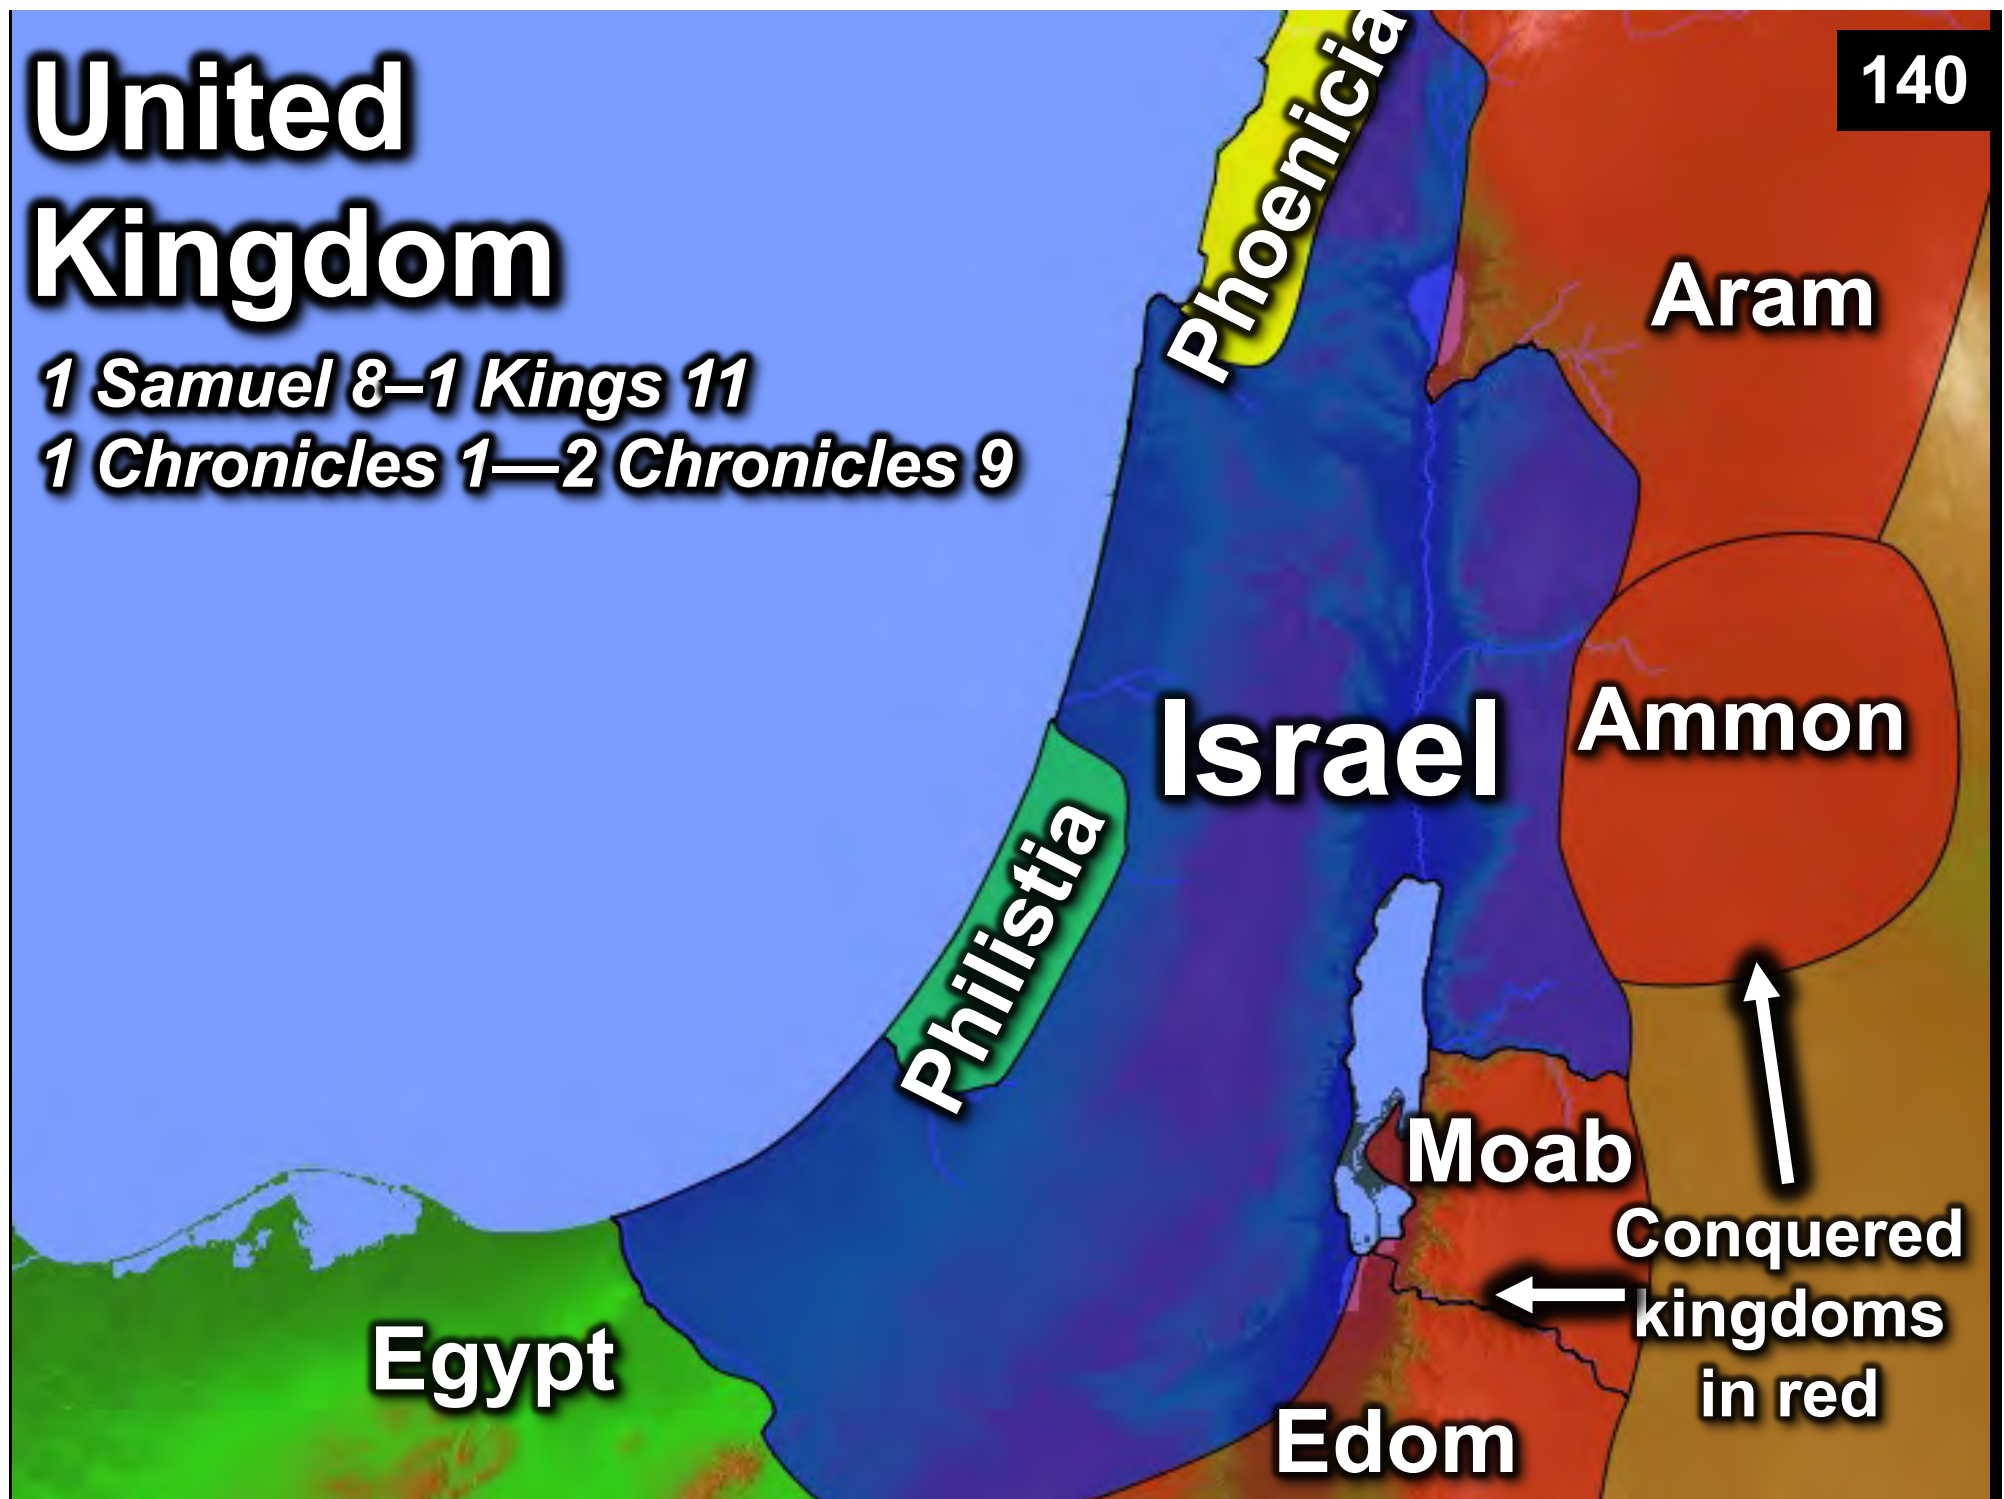 United
Kingdom
1 Samuel 8–1 Kings 11
1 Chronicles 1—2 Chronicles 9
140
Phoenicia
Aram
Israel
Ammon
Philistia
Moab
Conquered
kingdoms
in red
Egypt
Edom